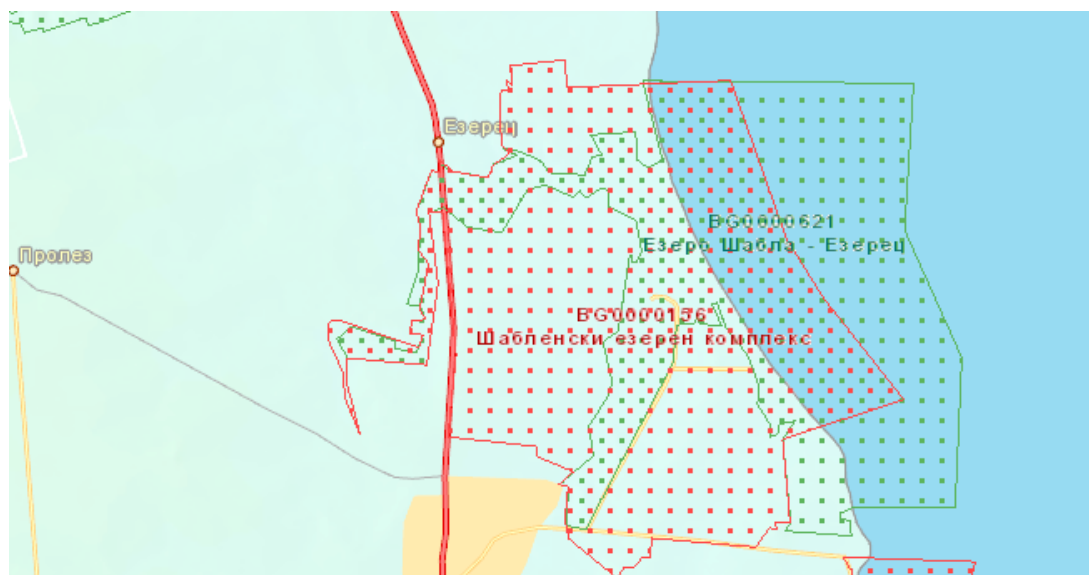 Езерец
BG0000621
Езеро Шабла - Езерец
Пролез
BG0000156
Шабленски езерен комплекс